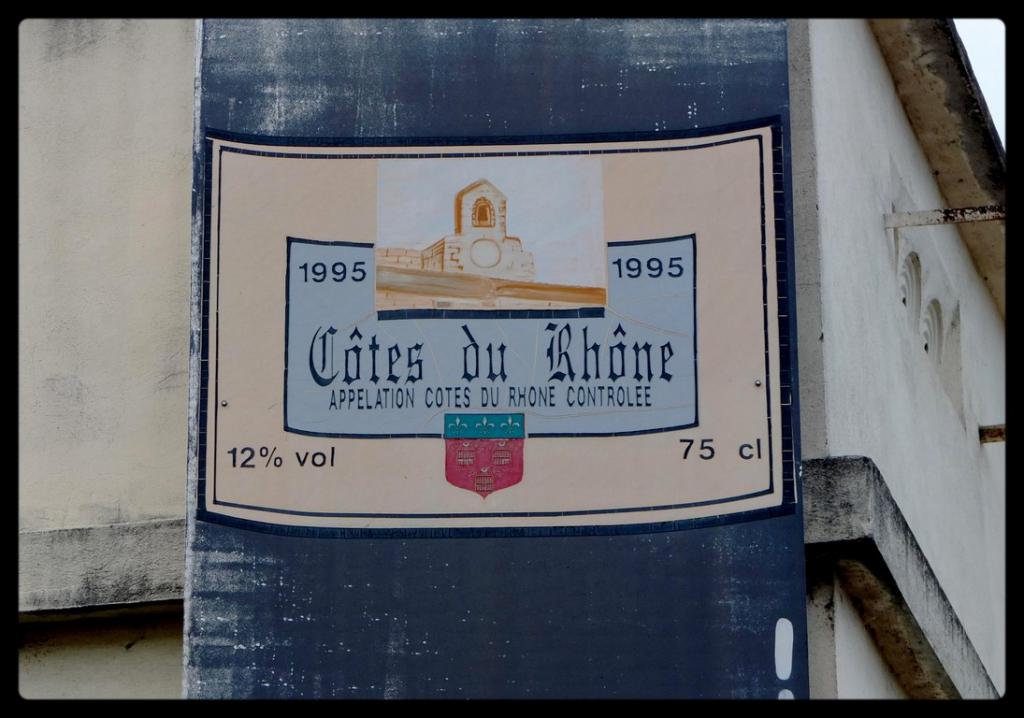 1995 1995
Côtes du Rhône
APPELATION COTES DU RHONE CONTROLEE
12% vol 75 cl